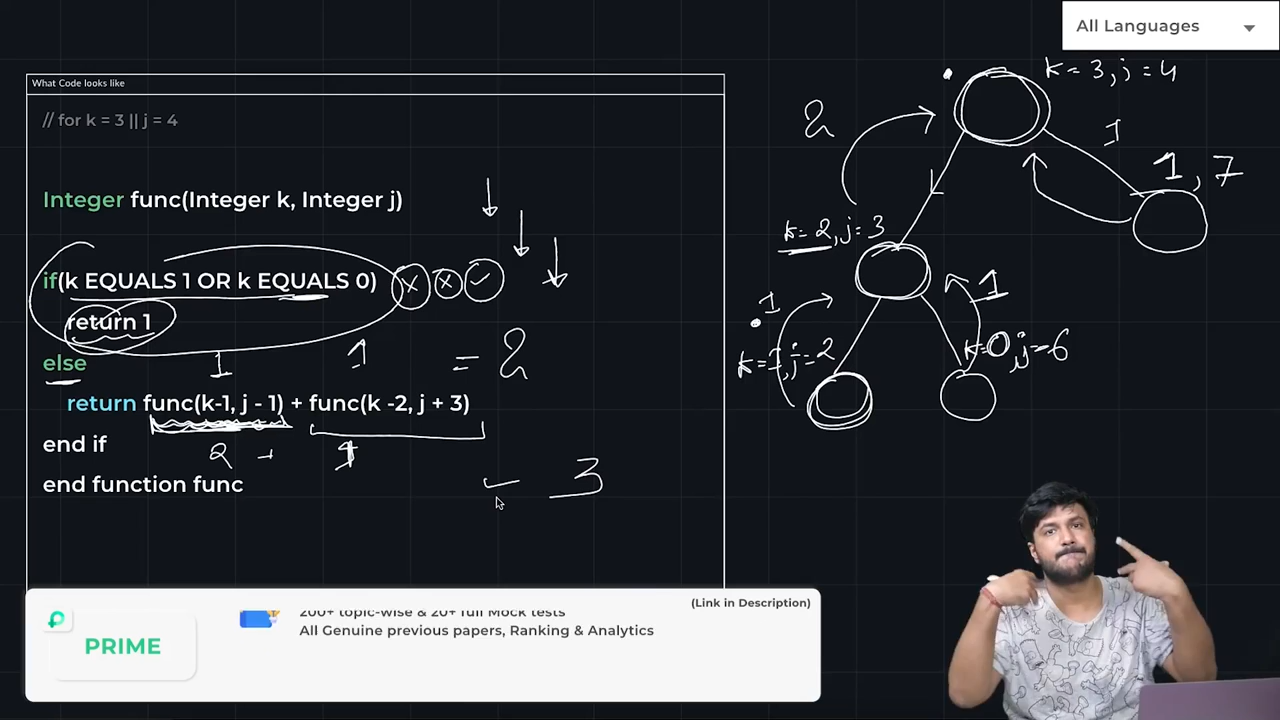 All Languages
What Code looks like
// for k = 3 || j = 4
k = 3, j = 4
2
1
1, 7
Integer func(Integer k, Integer j)
k = 2, j = 3
if(k EQUALS 1 OR k EQUALS 0)
return 1
1
1
else
1
1
= 2
k=1, j=2
k=0, j=6
return func(k-1, j - 1) + func(k -2, j + 3)
end if
2 + 1
end function func
3
200+ topic-wise & 20+ full Mock tests
(Link in Description)
All Genuine previous papers, Ranking & Analytics
PRIME